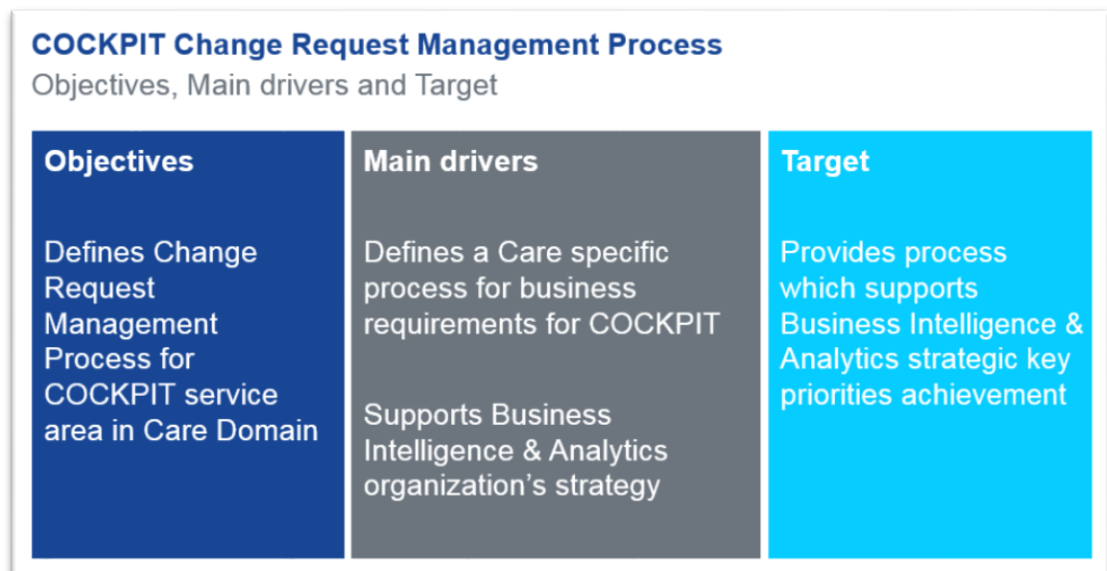 COCKPIT Change Request Management Process
Objectives, Main drivers and Target
Objectives
Defines Change
Request
Management
Process for
COCKPIT service
area in Care Domain
Main drivers
Defines a Care specific
process for business
requirements for COCKPIT
Supports Business
Intelligence & Analytics
organization’s strategy
Target
Provides process
which supports
Business Intelligence &
Analytics strategic key
priorities achievement